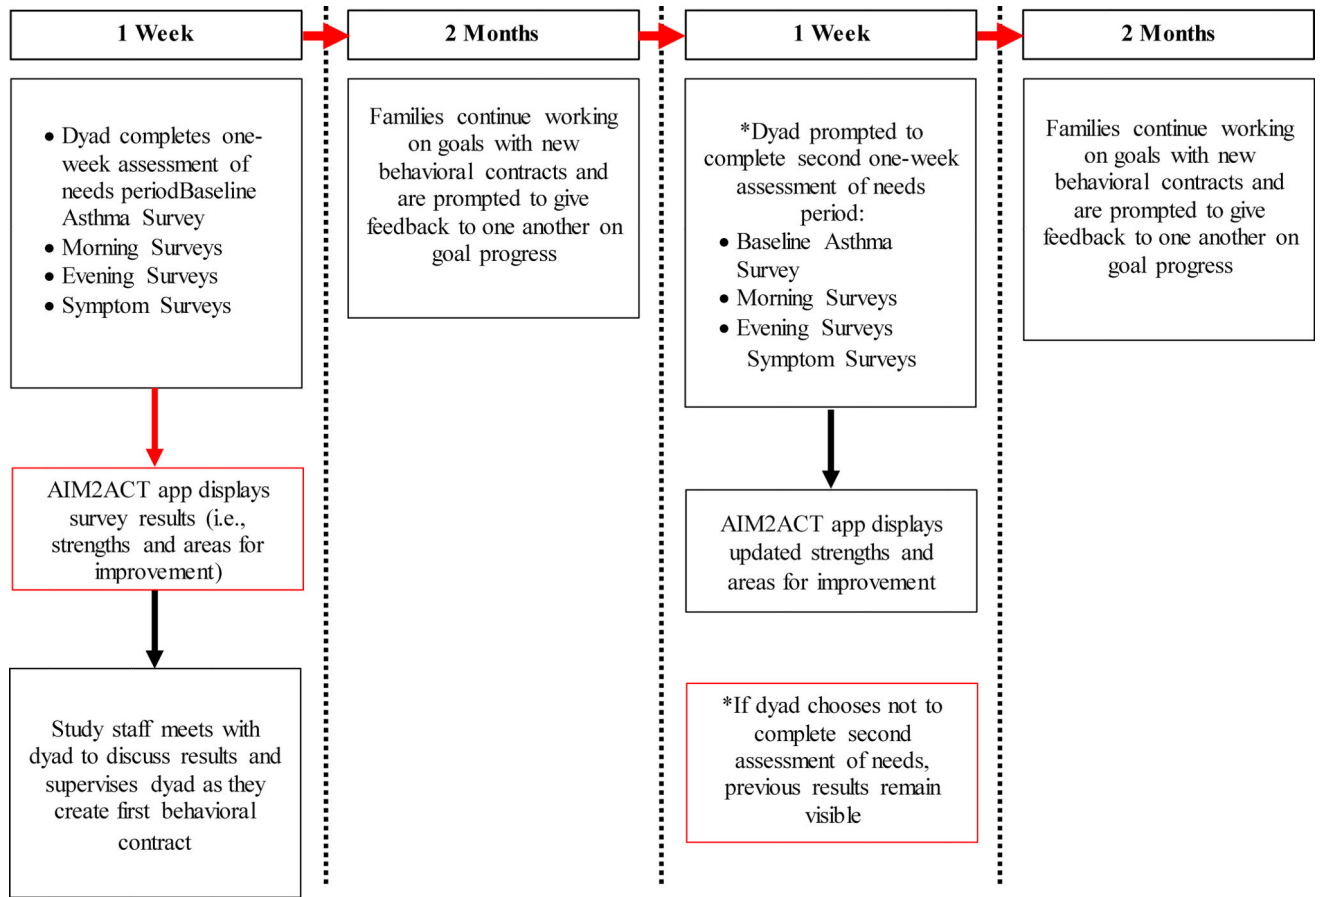 1 Week
2 Months
1 Week
2 Months
• Dyad completes one-
week assessment of
needs periodBaseline
Asthma Survey
• Morning Surveys
• Evening Surveys
• Symptom Surveys
AIM2ACT app displays
survey results (i.e.,
strengths and areas for
improvement)
Study staff meets with
dyad to discuss results and
supervises dyad as they
create first behavioral
contract
Families continue working
on goals with new
behavioral contracts and
are prompted to give
feedback to one another on
goal progress
*Dyad prompted to
complete second one-week
assessment of needs
period:
• Baseline Asthma
Survey
• Morning Surveys
• Evening Surveys
Symptom Surveys
AIM2ACT app displays
updated strengths and
areas for improvement
*If dyad chooses not to
complete second
assessment of needs,
previous results remain
visible
Families continue working
on goals with new
behavioral contracts and
are prompted to give
feedback to one another on
goal progress